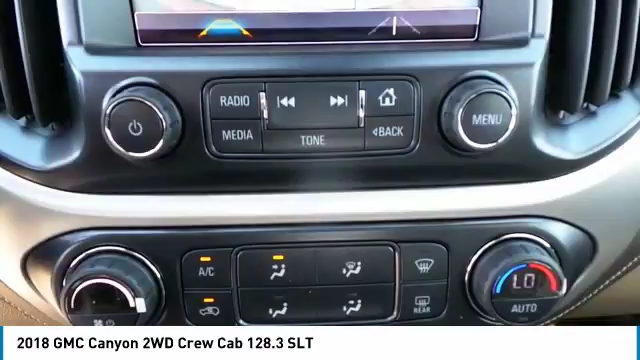 RADIO
MEDIA
TONE
BACK
MENU
A/C
REAR
LO
AUTO
2018 GMC Canyon 2WD Crew Cab 128.3 SLT